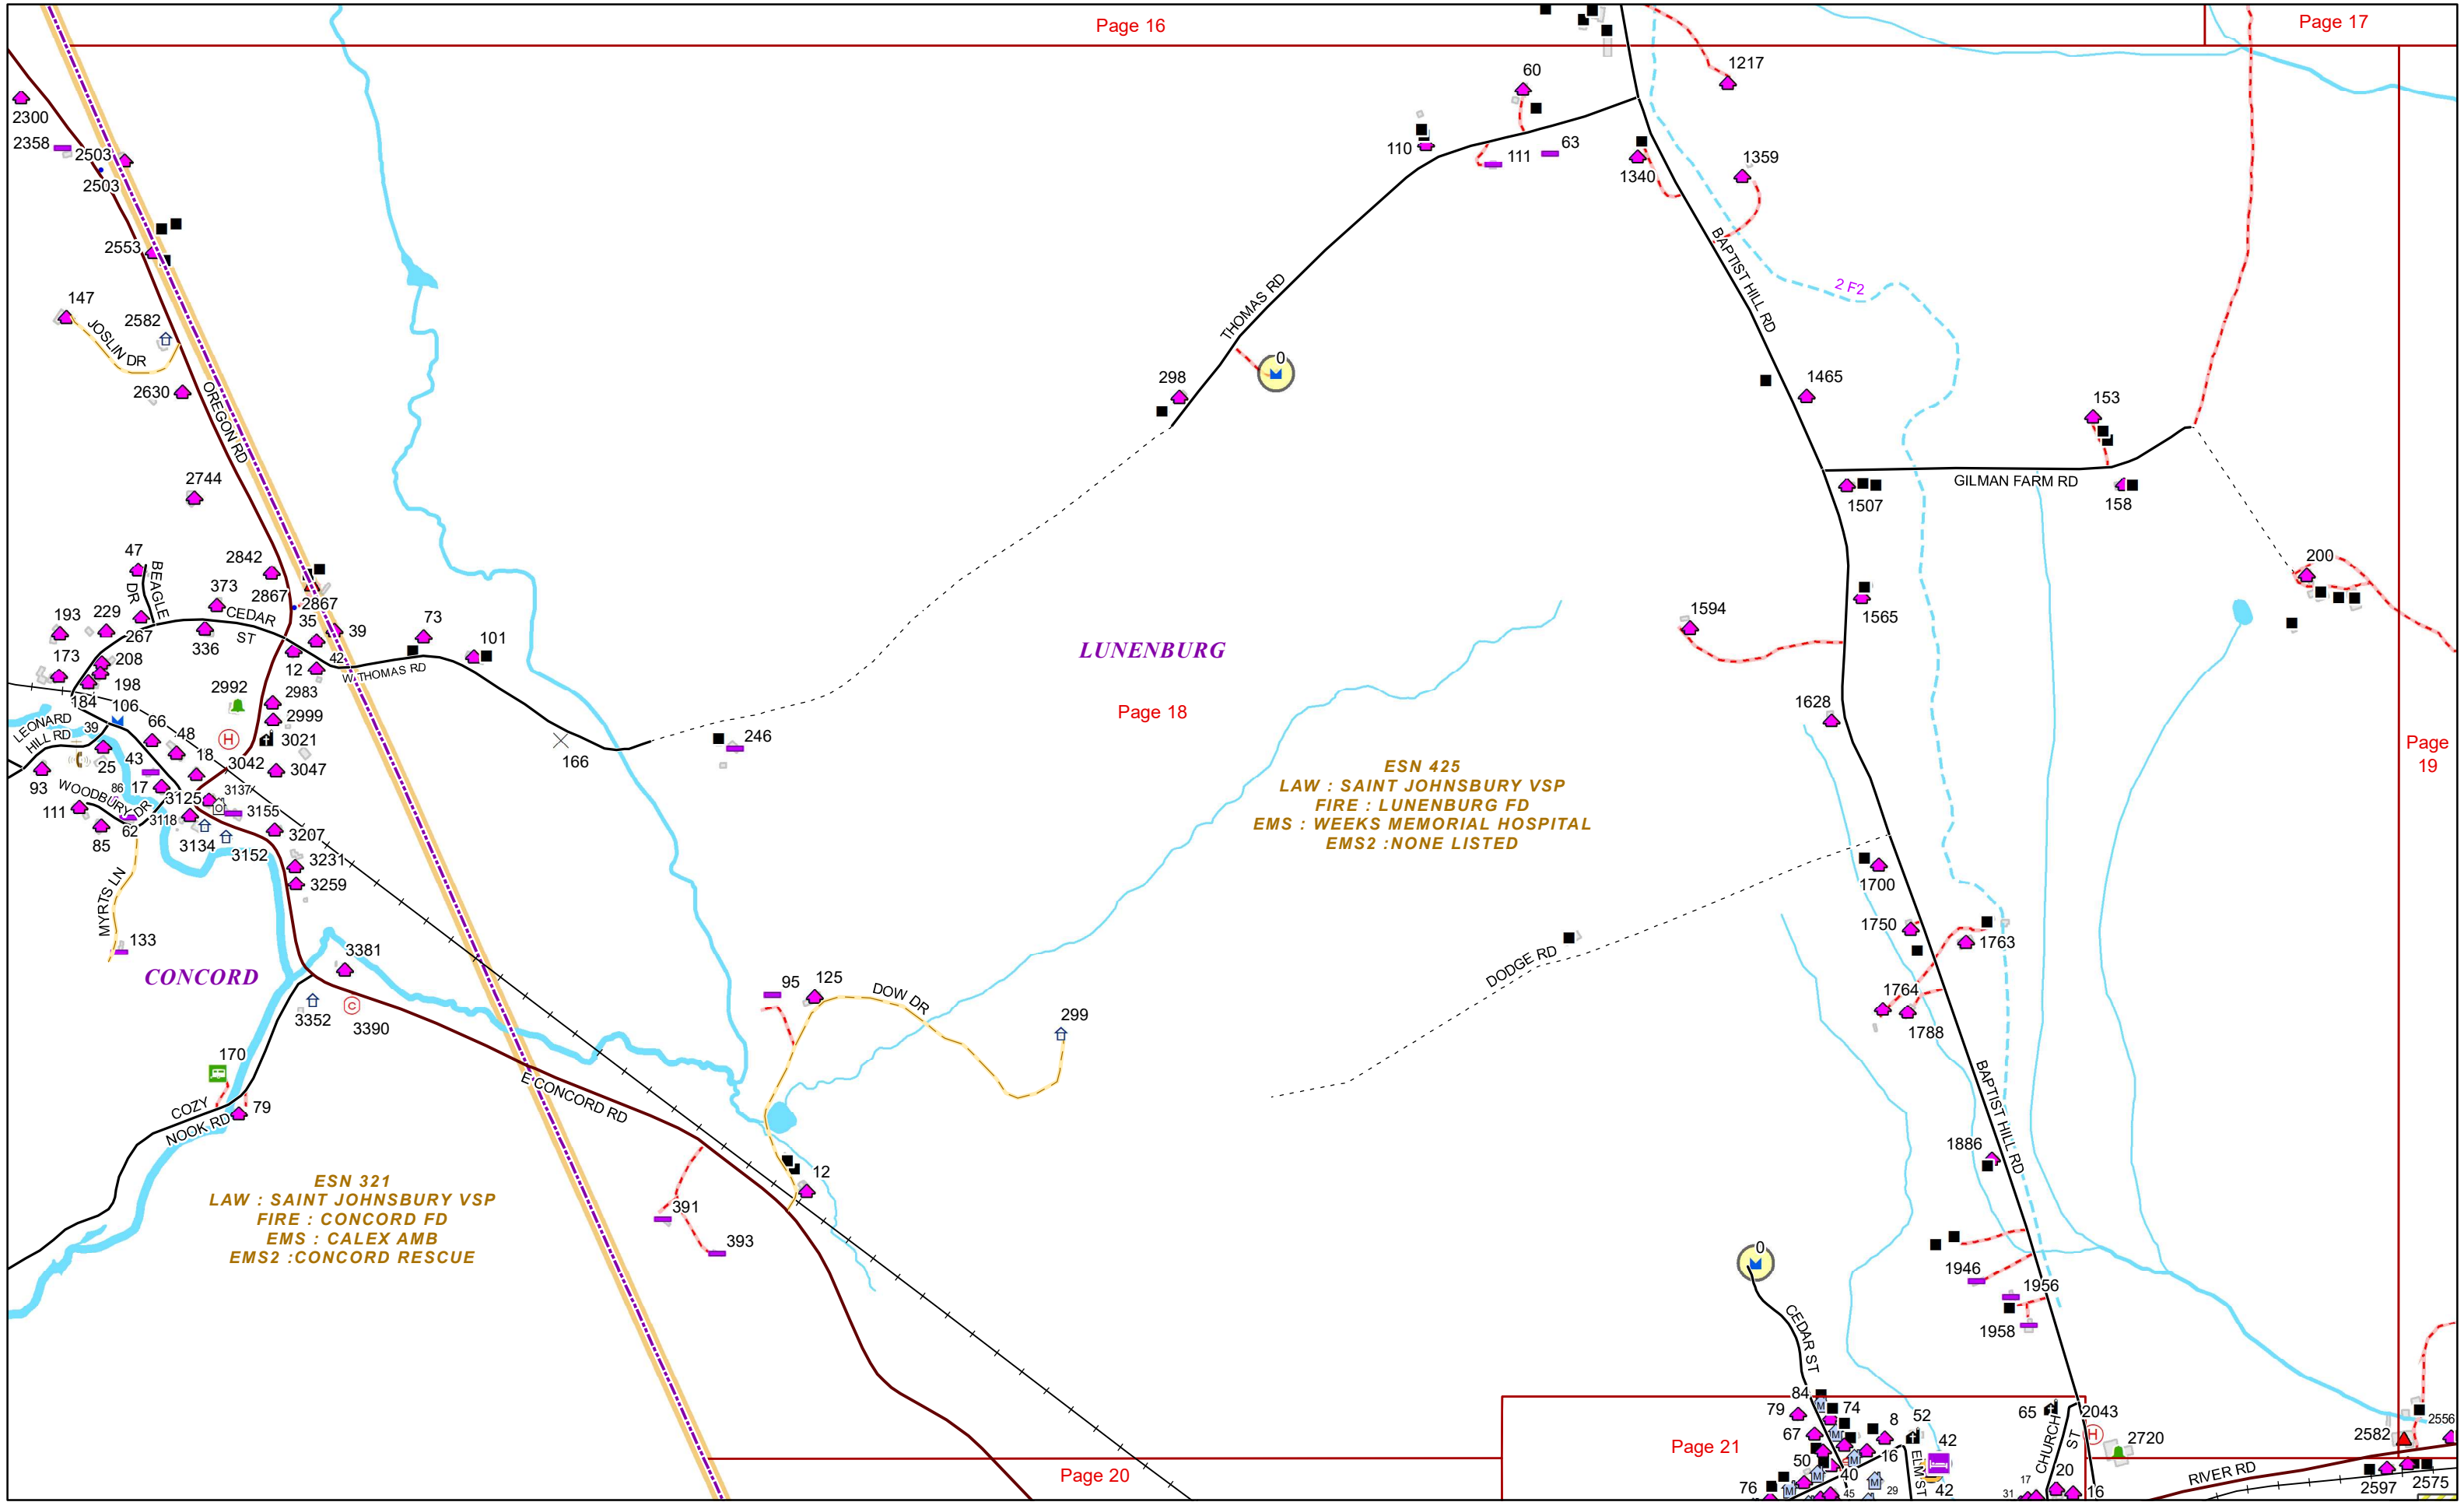 Page 16
Page 17
60
1217
2300
2358
2503
2503
110
111
63
1340
1359
2553
147
JOSLIN DR
2582
2630
OREGON RD
THOMAS RD
0
298
BAPTIST HILL RD
2 F2
1465
153
GILMAN FARM RD
158
1507
2744
47
BEAGLE
DR
2842
373
2867
2867
CEDAR
ST
193
229
267
336
35
39
12
42
73
101
W THOMAS RD
173
208
198
184
106
2992
2983
2999
H
3021
LEONARD
HILL RD
39
66
48
18
25
43
3042
3047
93
17
86
WOODBURY DR
3125
3137
3155
111
62
3118
85
3134
3152
3207
3231
3259
MYRTS LN
133
CONCORD
3381
3352
C
3390
170
COZY
NOOK RD
79
166
246
LUNENBURG
Page 18
ESN 425
LAW : SAINT JOHNSBURY VSP
FIRE : LUNENBURG FD
EMS : WEEKS MEMORIAL HOSPITAL
EMS2 :NONE LISTED
200
1594
1565
1628
Page
19
1700
1750
1763
DODGE RD
1764
1788
95
125
DOW DR
299
E CONCORD RD
12
391
393
ESN 321
LAW : SAINT JOHNSBURY VSP
FIRE : CONCORD FD
EMS : CALEX AMB
EMS2 :CONCORD RESCUE
BAPTIST HILL RD
1886
0
CEDAR ST
1946
1956
1958
84
79
74
67
8
52
50
42
16
40
76
45
29
42
ELM ST
M
M
M
M
M
M
65
2043
CHURCH
ST
H
2720
20
17
31
16
2582
2556
RIVER RD
2597
2575
Page 21
Page 20